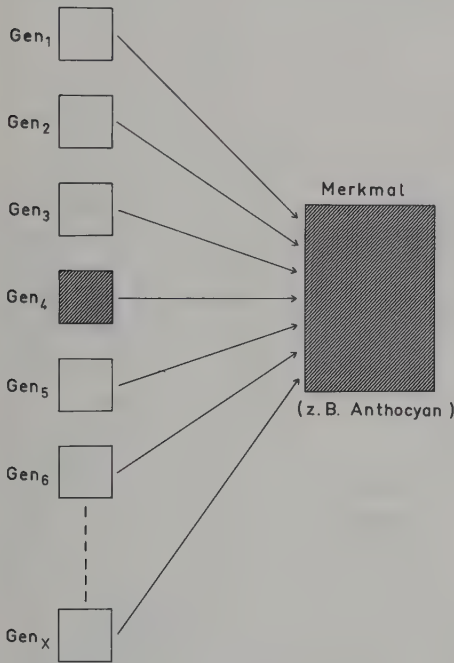 Gen₁
Gen₂
Gen₃
Merkmal
Gen₄
Gen₅
(z.B. Anthocyan)
Gen₆
Genₓ